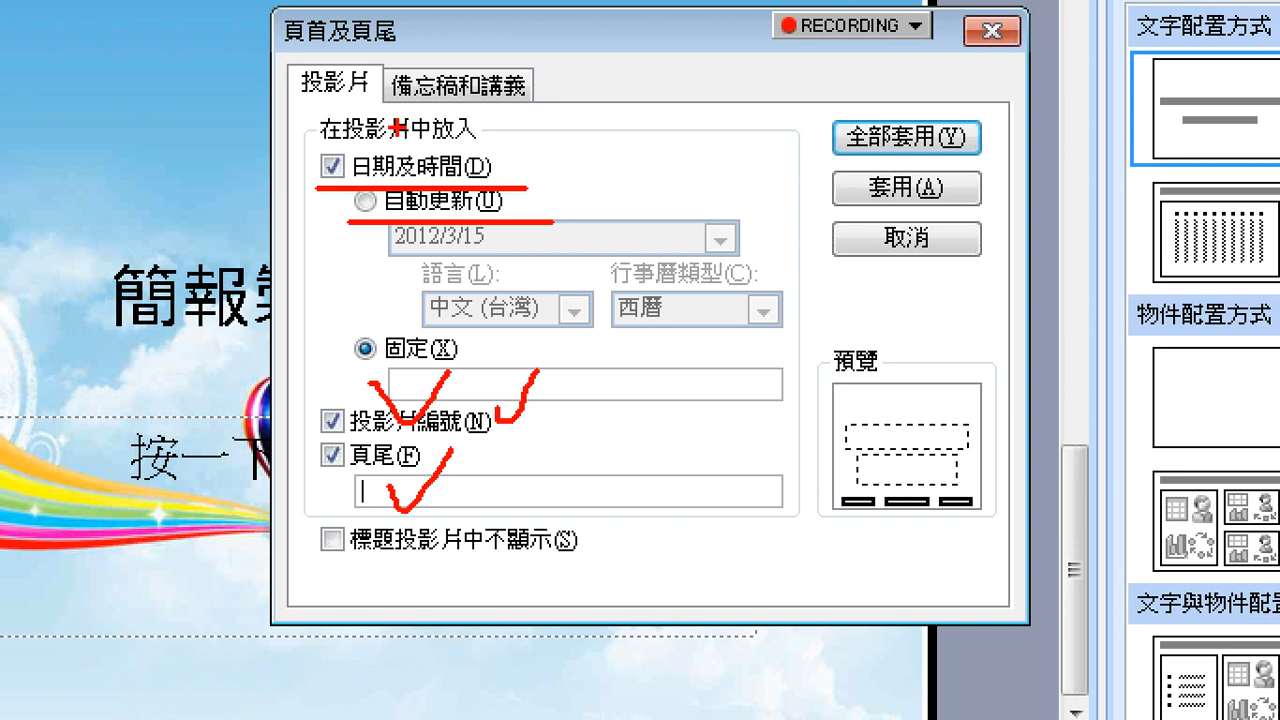 頁首及頁尾
RECORDING
投影片
備忘稿和講義
在投影片中放入
日期及時間(D)
自動更新(U)
2012/3/15
語言(L):
行事曆類型(C):
中文 (台灣)
西曆
固定(X)
投影片編號(N)
頁尾(F)
標題投影片中不顯示(S)
全部套用(Y)
套用(A)
取消
預覽
簡報
按一下
文字配置方式
物件配置方式
文字與物件配置